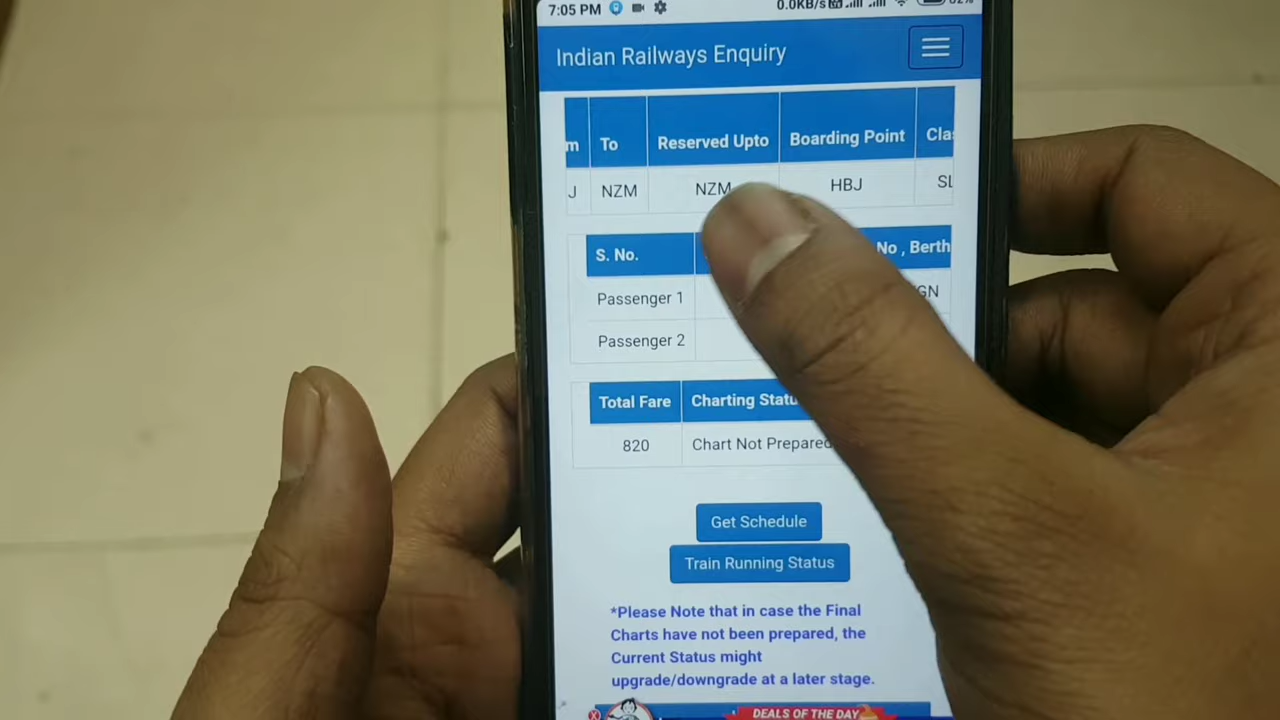 7:05 PM 0.0KB/s
Indian Railways Enquiry
m To Reserved Upto Boarding Point Cla
J NZM NZM HBJ SL
S. No. No , Berth
Passenger 1 GN
Passenger 2
Total Fare Charting Statu
820 Chart Not Prepared
Get Schedule
Train Running Status
*Please Note that in case the Final
Charts have not been prepared, the
Current Status might
upgrade/downgrade at a later stage.
X DEALS OF THE DAY